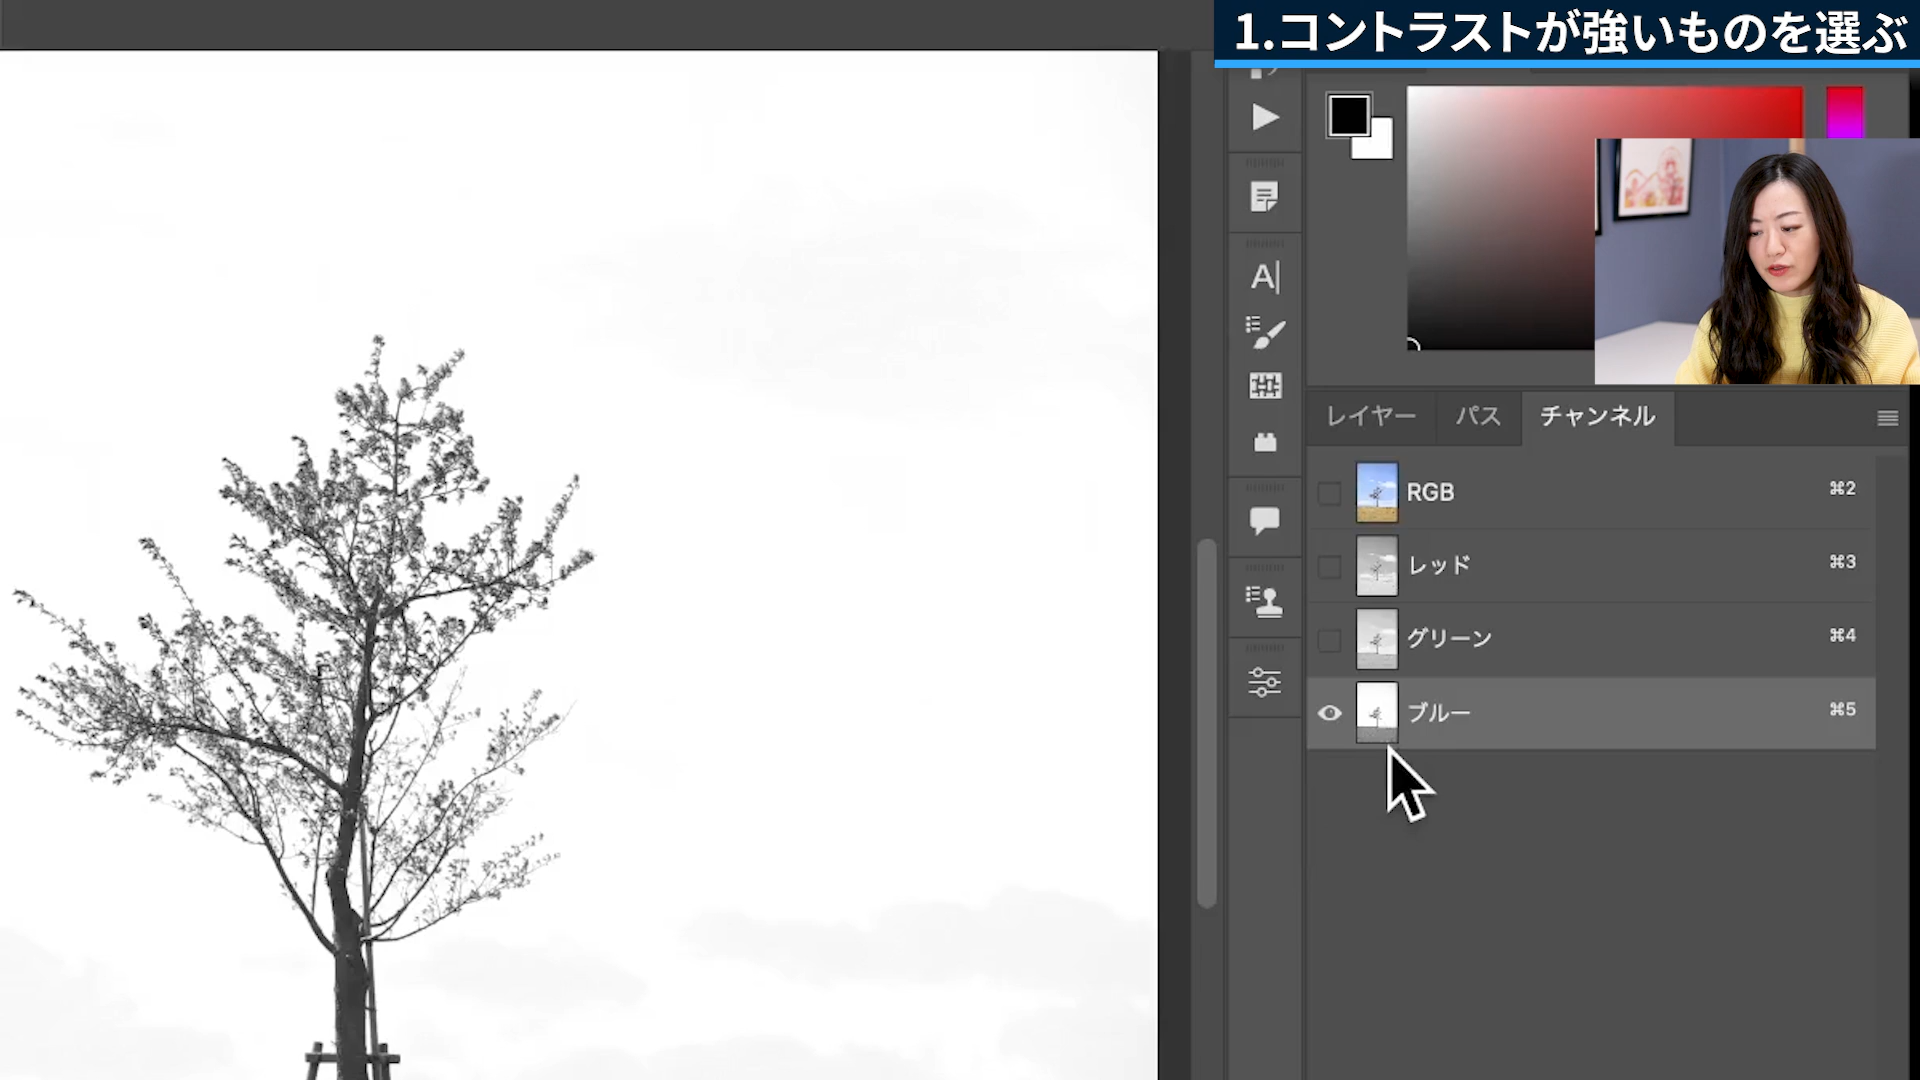 1.コントラストが強いものを選ぶ
A
レイヤー パス チャンネル
RGB ⌘2
レッド ⌘3
グリーン ⌘4
ブルー ⌘5